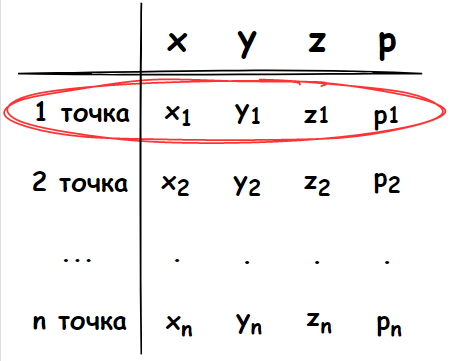 x y z p
1 точка x₁ y₁ z1 p1
2 точка x₂ y₂ z₂ p₂
... . . . .
n точка xₙ yₙ zₙ pₙ